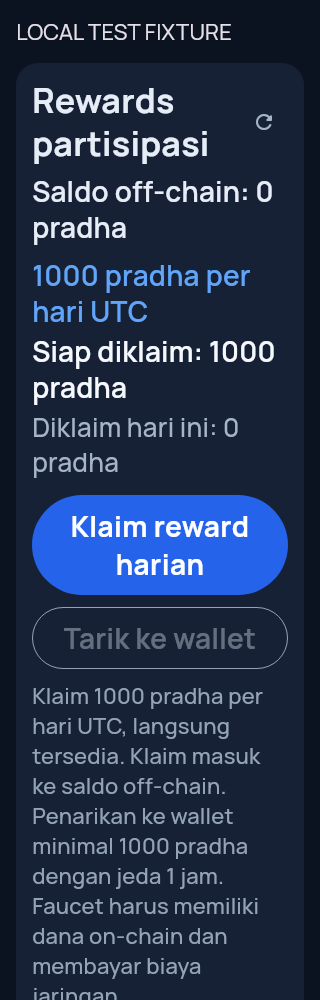 LOCAL TEST FIXTURE
Rewards
partisipasi
Saldo off-chain: 0
pradha
1000 pradha per
hari UTC
Siap diklaim: 1000
pradha
Diklaim hari ini: 0
pradha
Klaim reward
harian
Tarik ke wallet
Klaim 1000 pradha per
hari UTC, langsung
tersedia. Klaim masuk
ke saldo off-chain.
Penarikan ke wallet
minimal 1000 pradha
dengan jeda 1 jam.
Faucet harus memiliki
dana on-chain dan
membayar biaya
jaringan.